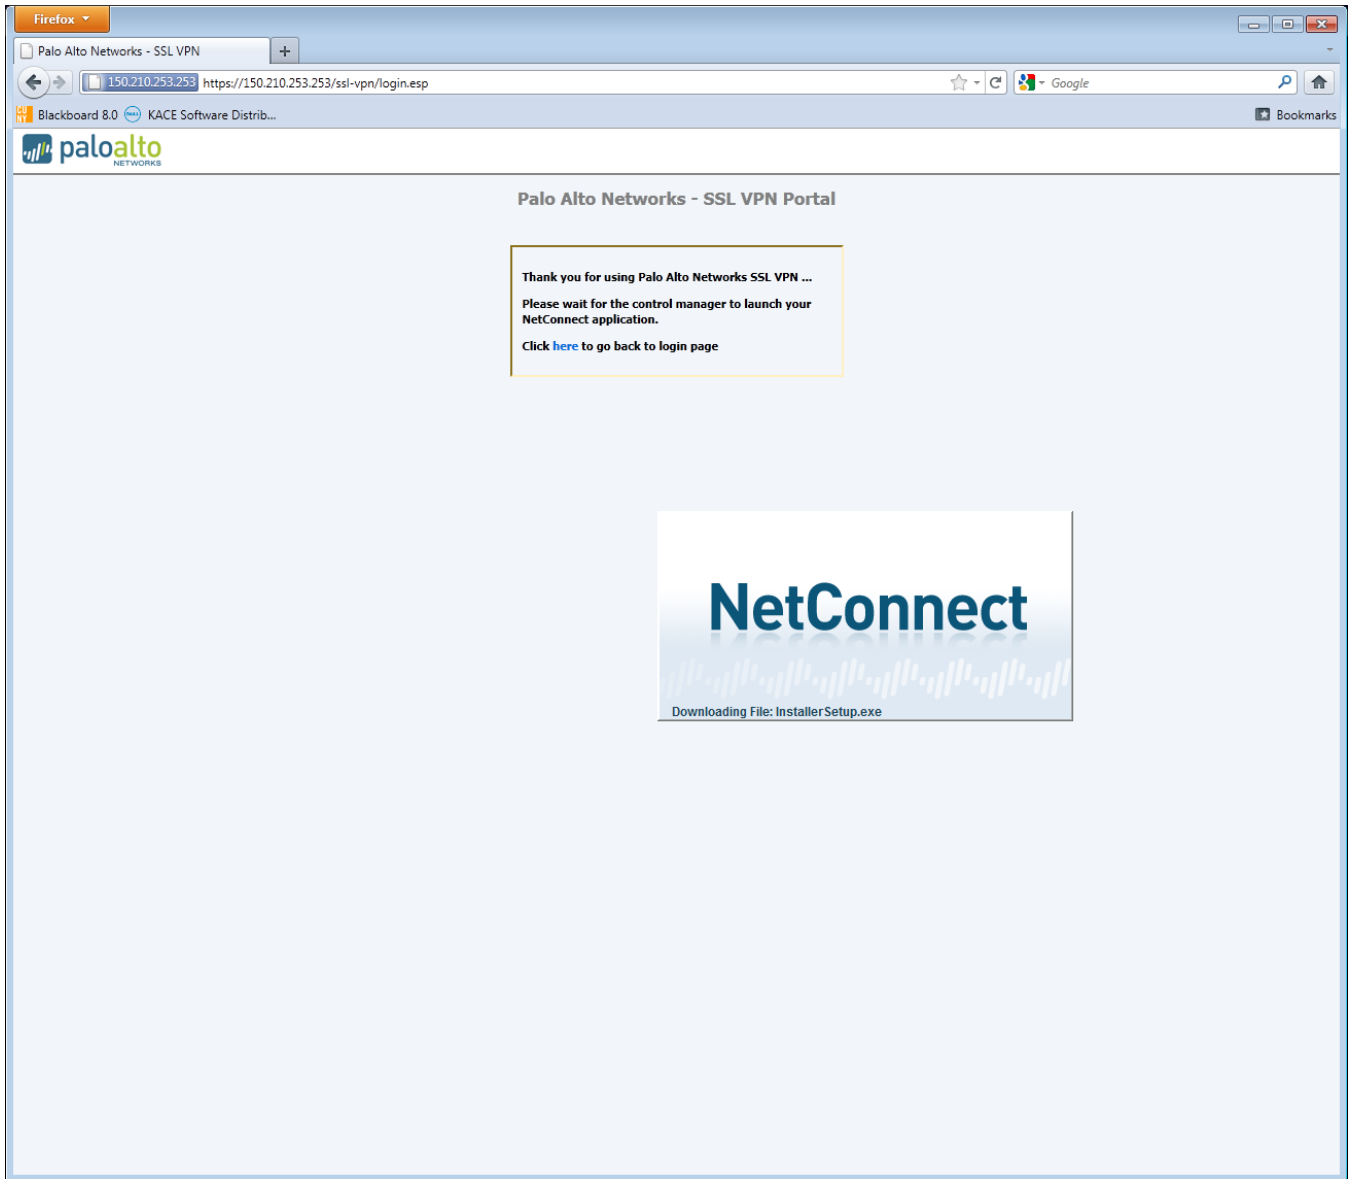 Firefox
Palo Alto Networks - SSL VPN
150.210.253.253 https://150.210.253.253/ssl-vpn/login.esp
Google
Blackboard 8.0 KACE Software Distrib...
Bookmarks
paloalto
NETWORKS
Palo Alto Networks - SSL VPN Portal
Thank you for using Palo Alto Networks SSL VPN ...
Please wait for the control manager to launch your
NetConnect application.
Click here to go back to login page
NetConnect
Downloading File: InstallerSetup.exe